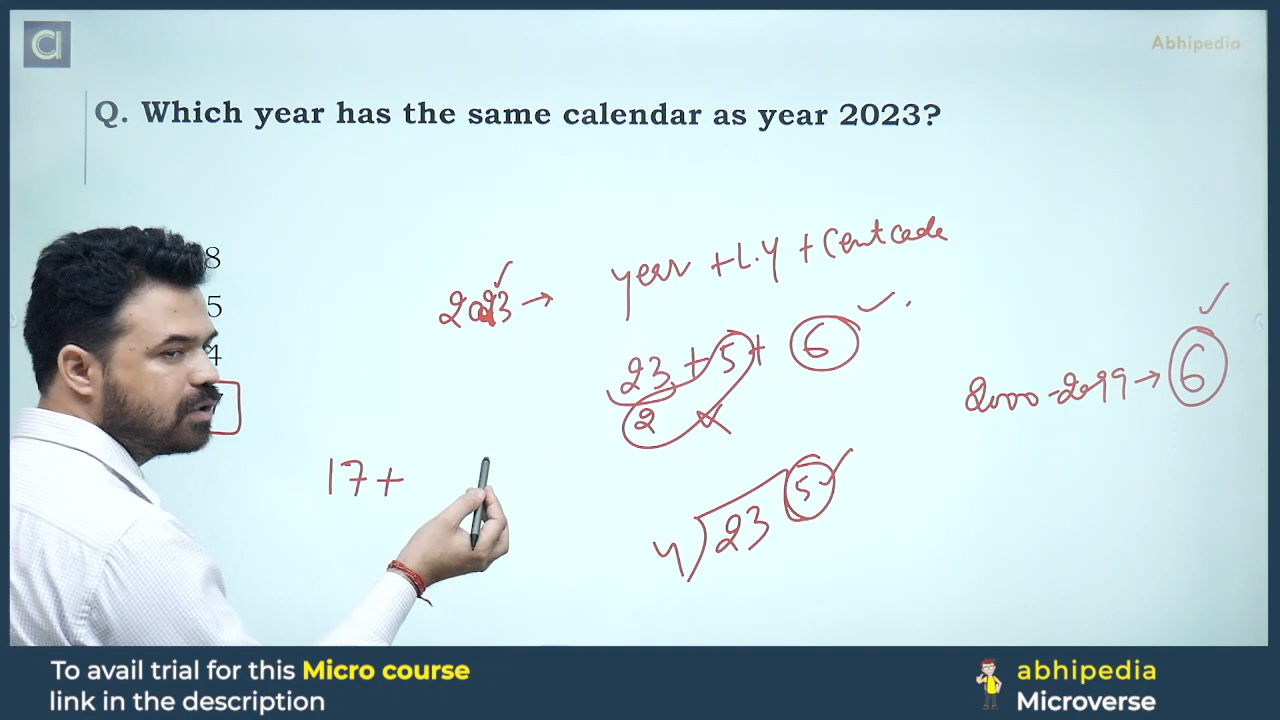 Abhipedia
Q. Which year has the same calendar as year 2023?
8
5
4
2023 → year + L.Y + Cent code
23 + 5 + 6
2
2000-2099 → 6
17+
4 23 5
To avail trial for this Micro course
link in the description
abhipedia
Microverse